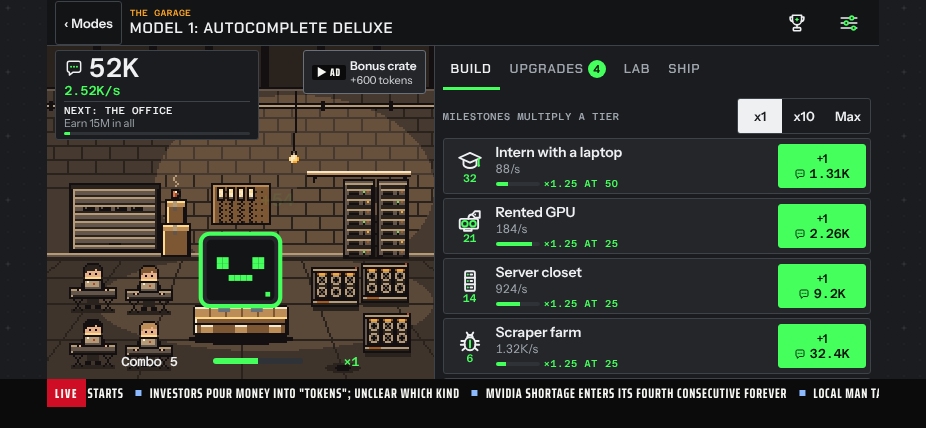 ‹ Modes
THE GARAGE
MODEL 1: AUTOCOMPLETE DELUXE
52K
2.52K/s
NEXT: THE OFFICE
Earn 15M in all
AD
Bonus crate
+600 tokens
Combo 5
×1
BUILD UPGRADES 4 LAB SHIP
MILESTONES MULTIPLY A TIER
x1 x10 Max
Intern with a laptop
88/s
32
×1.25 AT 50
+1
1.31K
Rented GPU
184/s
21
×1.25 AT 25
+1
2.26K
Server closet
924/s
14
×1.25 AT 25
+1
9.2K
Scraper farm
1.32K/s
6
×1.25 AT 25
+1
32.4K
LIVE STARTS ▪ INVESTORS POUR MONEY INTO "TOKENS"; UNCLEAR WHICH KIND ▪ MVIDIA SHORTAGE ENTERS ITS FOURTH CONSECUTIVE FOREVER ▪ LOCAL MAN